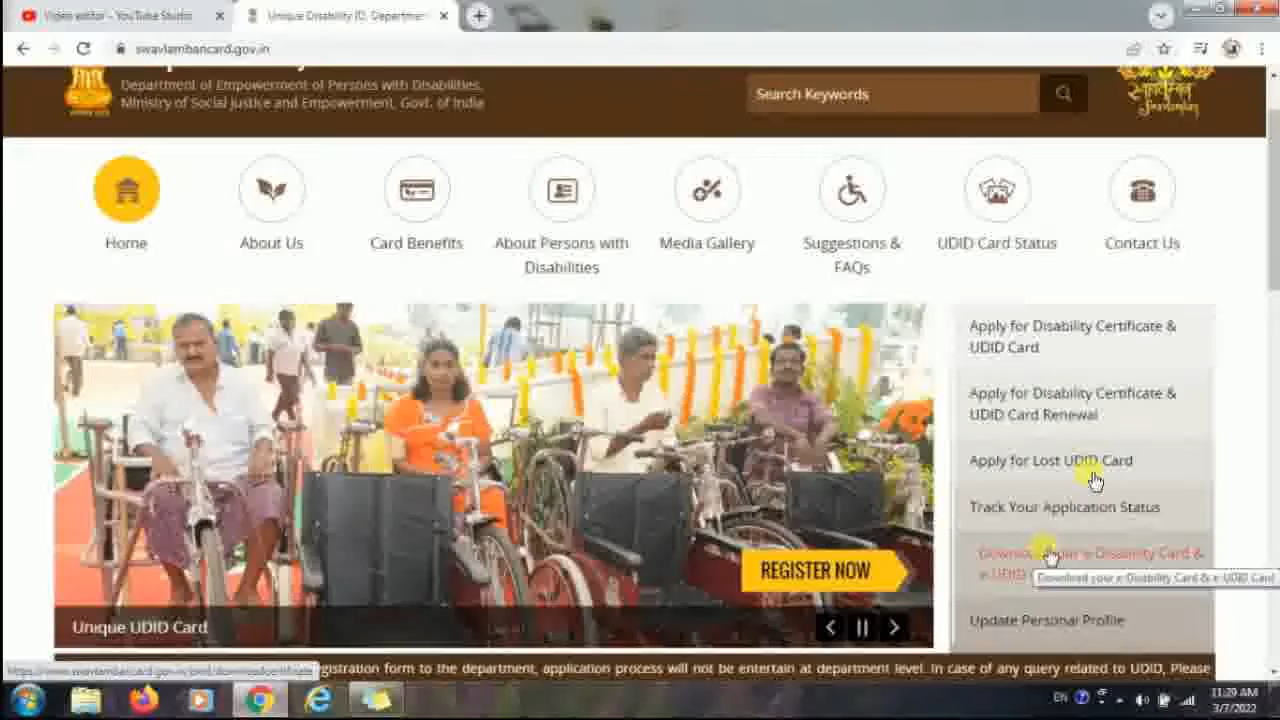 Video editor - YouTube Studio
Unique Disability ID, Departmen
swavlambancard.gov.in
Department of Empowerment of Persons with Disabilities,
Ministry of Social Justice and Empowerment, Govt. of India
Search Keywords
Home
About Us
Card Benefits
About Persons with
Disabilities
Media Gallery
Suggestions &
FAQs
UDID Card Status
Contact Us
Apply for Disability Certificate &
UDID Card
Apply for Disability Certificate &
UDID Card Renewal
Apply for Lost UDID Card
Track Your Application Status
e-Disability Card &
e-UDID
Download your e-Disability Card & e-UDID Card
Update Personal Profile
REGISTER NOW
Unique UDID Card
gistration form to the department, application process will not be entertain at department level. In case of any query related to UDID, Please
EN
11:29 AM
3/7/2022